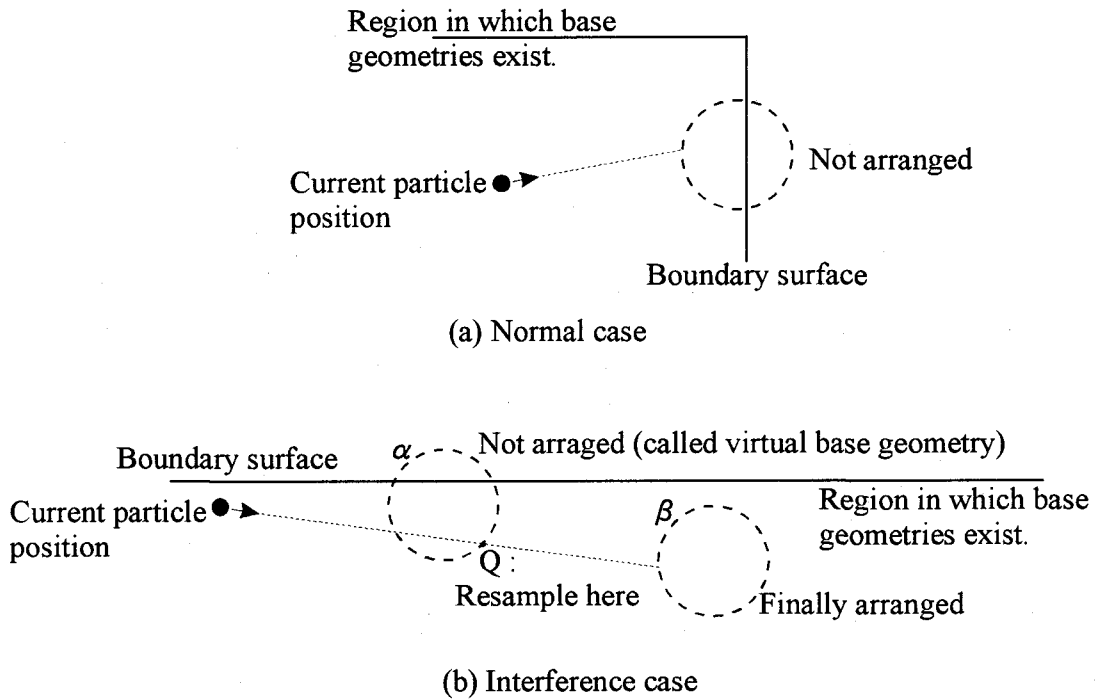 Region in which base
geometries exist.
Current particle
position
Not arranged
Boundary surface
(a) Normal case
α
Not arraged (called virtual base geometry)
Boundary surface
Current particle
position
β
Region in which base
geometries exist.
Q :
Resample here
Finally arranged
(b) Interference case